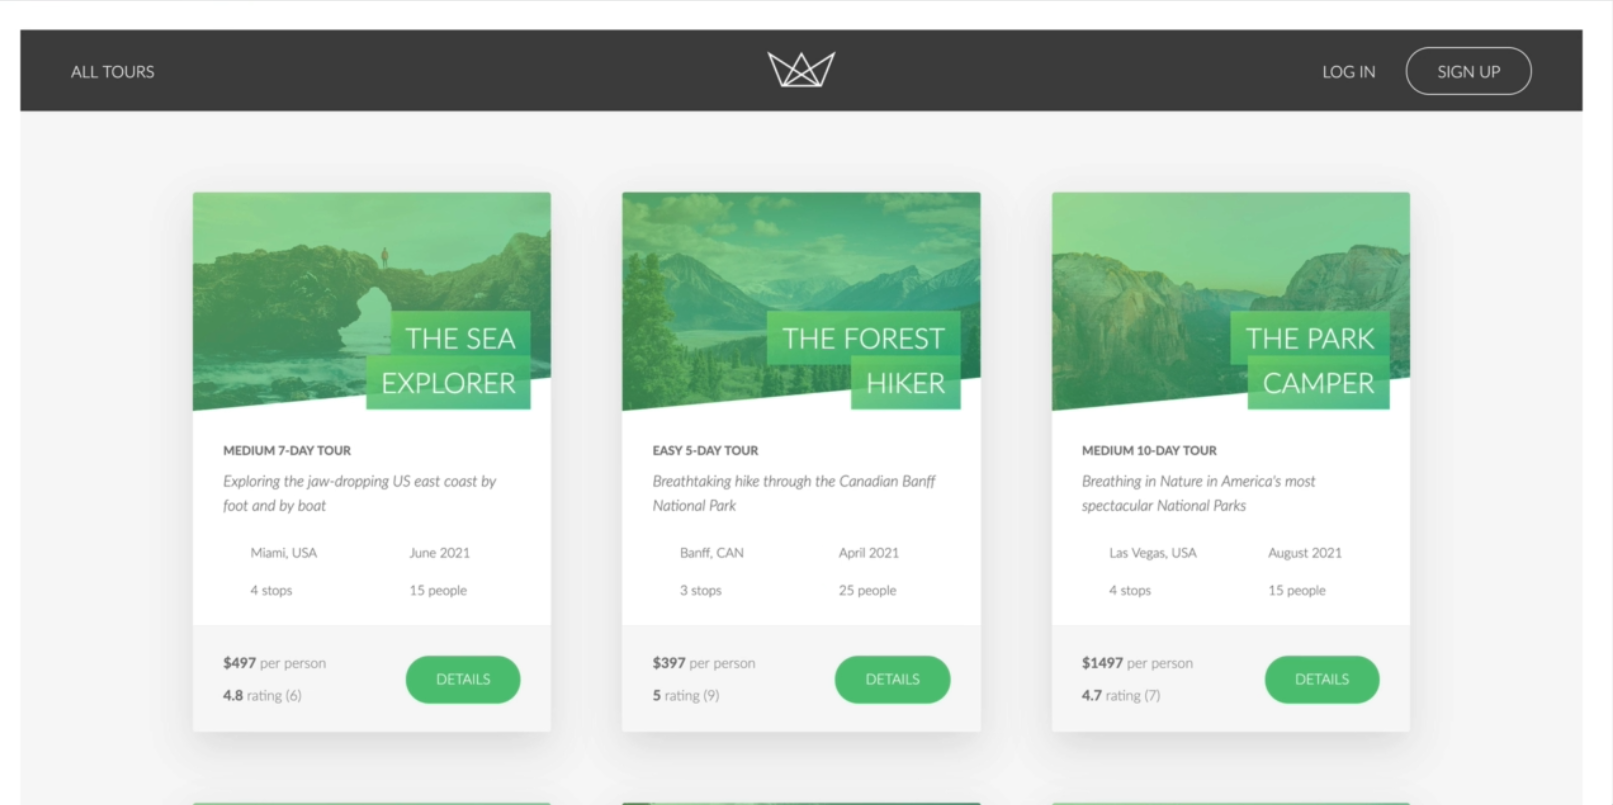 ALL TOURS
LOG IN
SIGN UP
THE SEA
EXPLORER
MEDIUM 7-DAY TOUR
Exploring the jaw-dropping US east coast by
foot and by boat
Miami, USA
June 2021
4 stops
15 people
$497 per person
4.8 rating (6)
DETAILS
THE FOREST
HIKER
EASY 5-DAY TOUR
Breathtaking hike through the Canadian Banff
National Park
Banff, CAN
April 2021
3 stops
25 people
$397 per person
5 rating (9)
DETAILS
THE PARK
CAMPER
MEDIUM 10-DAY TOUR
Breathing in Nature in America's most
spectacular National Parks
Las Vegas, USA
August 2021
4 stops
15 people
$1497 per person
4.7 rating (7)
DETAILS